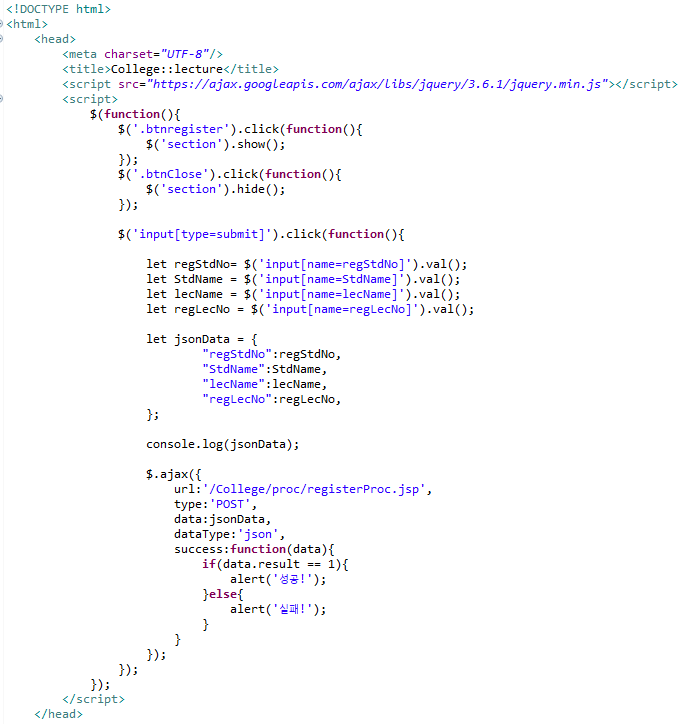 <!DOCTYPE html>
<html>
    <head>
        <meta charset="UTF-8"/>
        <title>College::lecture</title>
        <script src="https://ajax.googleapis.com/ajax/libs/jquery/3.6.1/jquery.min.js"></script>
        <script>
            $(function(){
                $('.btnregister').click(function(){
                    $('section').show();
                });
                $('.btnClose').click(function(){
                    $('section').hide();
                });

                $('input[type=submit]').click(function(){

                    let regStdNo= $('input[name=regStdNo]').val();
                    let StdName = $('input[name=StdName]').val();
                    let lecName = $('input[name=lecName]').val();
                    let regLecNo = $('input[name=regLecNo]').val();

                    let jsonData = {
                            "regStdNo":regStdNo,
                            "StdName":StdName,
                            "lecName":lecName,
                            "regLecNo":regLecNo,
                    };

                    console.log(jsonData);

                    $.ajax({
                        url:'/College/proc/registerProc.jsp',
                        type:'POST',
                        data:jsonData,
                        dataType:'json',
                        success:function(data){
                            if(data.result == 1){
                                alert('성공!');
                            }else{
                                alert('실패!');
                            }
                        }
                    });
                });
            });
        </script>
    </head>